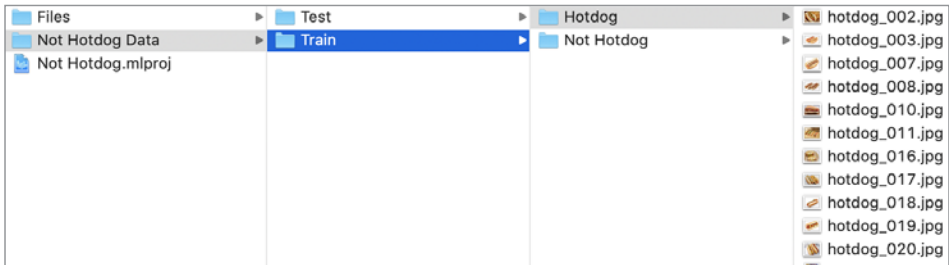 Files
Not Hotdog Data
Not Hotdog.mlproj
Test
Train
Hotdog
Not Hotdog
hotdog_002.jpg
hotdog_003.jpg
hotdog_007.jpg
hotdog_008.jpg
hotdog_010.jpg
hotdog_011.jpg
hotdog_016.jpg
hotdog_017.jpg
hotdog_018.jpg
hotdog_019.jpg
hotdog_020.jpg